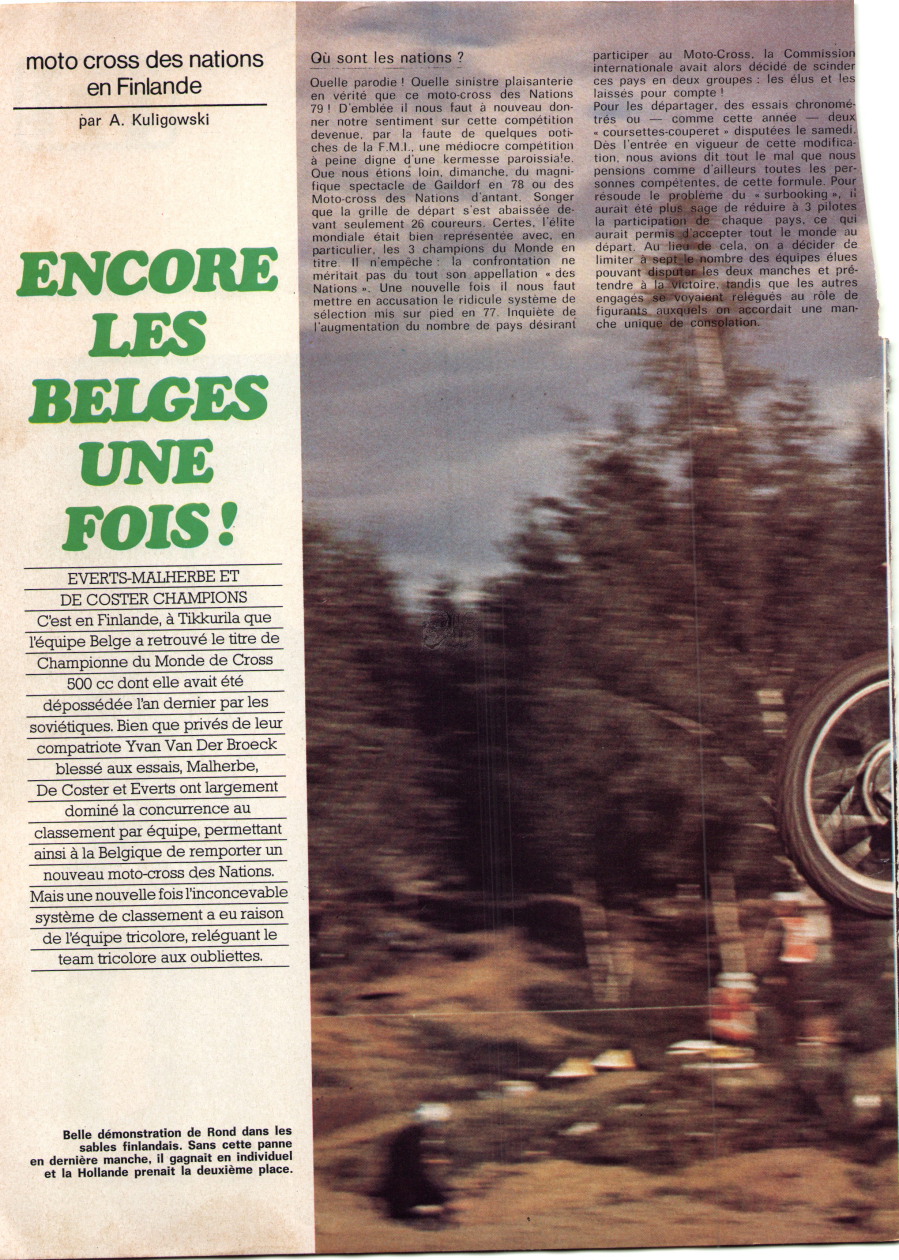 moto cross des nations
en Finlande
par A. Kuligowski
ENCORE
LES
BELGES
UNE
FOIS !
EVERTS-MALHERBE ET
DE COSTER CHAMPIONS
C'est en Finlande, à Tikkurila que
l'équipe Belge a retrouvé le titre de
Championne du Monde de Cross
500 cc dont elle avait été
dépossédée l'an dernier par les
soviétiques. Bien que privés de leur
compatriote Yvan Van Der Broeck
blessé aux essais, Malherbe,
De Coster et Everts ont largement
dominé la concurrence au
classement par équipe, permettant
ainsi à la Belgique de remporter un
nouveau moto-cross des Nations.
Mais une nouvelle fois l'inconcevable
système de classement a eu raison
de l'équipe tricolore, reléguant le
team tricolore aux oubliettes.
Belle démonstration de Rond dans les
sables finlandais. Sans cette panne
en dernière manche, il gagnait en individuel
et la Hollande prenait la deuxième place.
Où sont les nations ?
Quelle parodie ! Quelle sinistre plaisanterie
en vérité que ce moto-cross des Nations
79 ! D'emblée il nous faut à nouveau don-
ner notre sentiment sur cette compétition
devenue, par la faute de quelques poti-
ches de la F.M.I., une médiocre compétition
à peine digne d'une kermesse paroissiale.
Que nous étions loin, dimanche, du magni-
fique spectacle de Gaildorf en 78 ou des
Moto-cross des Nations d'antant. Songer
que la grille de départ s'est abaissée de-
vant seulement 26 coureurs. Certes, l'élite
mondiale était bien représentée avec, en
particulier, les 3 champions du Monde en
titre. Il n'empêche : la confrontation ne
méritait pas du tout son appellation « des
Nations ». Une nouvelle fois il nous faut
mettre en accusation le ridicule système de
sélection mis sur pied en 77. Inquiète de
l'augmentation du nombre de pays désirant
participer au Moto-Cross, la Commission
internationale avait alors décidé de scinder
ces pays en deux groupes : les élus et les
laissés pour compte !
Pour les départager, des essais chronomé-
trés ou — comme cette année — deux
« coursettes-couperet » disputées le samedi.
Dès l'entrée en vigueur de cette modifica-
tion, nous avions dit tout le mal que nous
pensions comme d'ailleurs toutes les per-
sonnes compétentes, de cette formule. Pour
résoude le problème du « surbooking », il
aurait été plus sage de réduire à 3 pilotes
la participation de chaque pays, ce qui
aurait permis d'accepter tout le monde au
départ. Au lieu de cela, on a décider de
limiter à sept le nombre des équipes élues
pouvant disputer les deux manches et pré-
tendre à la victoire, tandis que les autres
engagés se voyaient relégués au rôle de
figurants auxquels on accordait une man-
che unique de consolation.